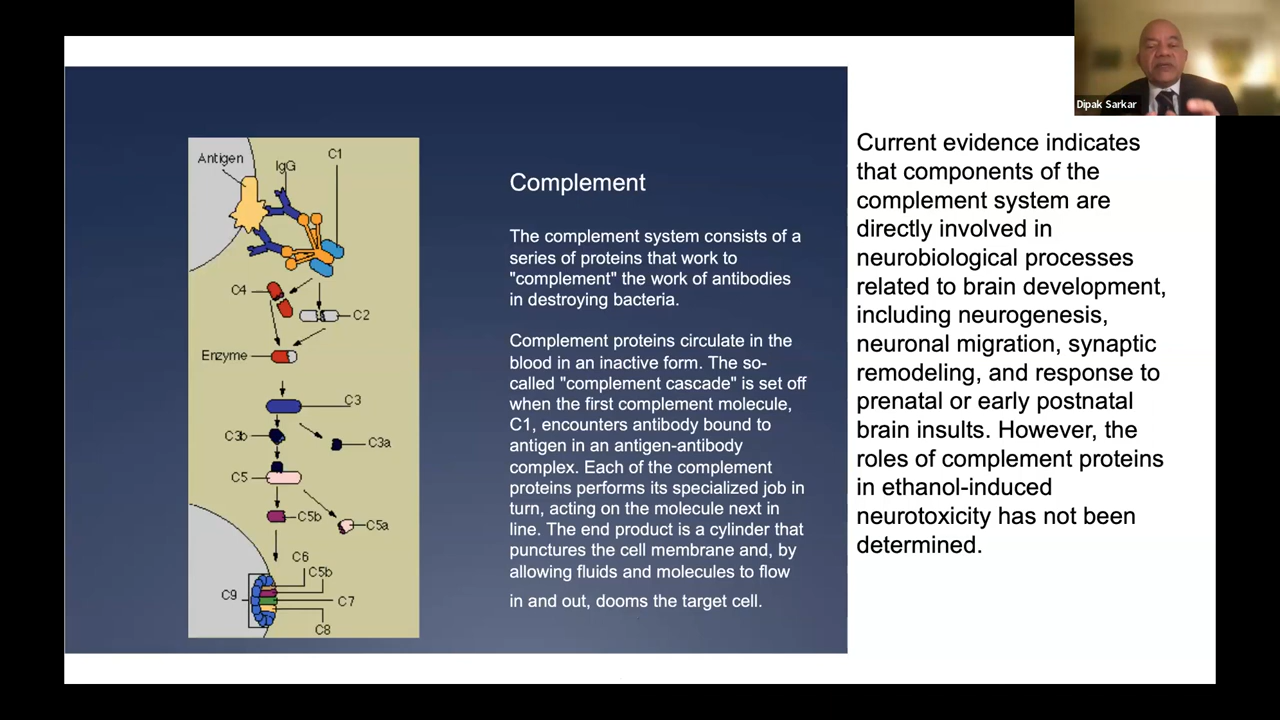 Dipak Sarkar
Antigen
IgG
C1
C4
C2
Enzyme
C3
C3b
C3a
C5
C5b
C5a
C6
C5b
C9
C7
C8
Complement
The complement system consists of a
series of proteins that work to
"complement" the work of antibodies
in destroying bacteria.
Complement proteins circulate in the
blood in an inactive form. The so-
called "complement cascade" is set off
when the first complement molecule,
C1, encounters antibody bound to
antigen in an antigen-antibody
complex. Each of the complement
proteins performs its specialized job in
turn, acting on the molecule next in
line. The end product is a cylinder that
punctures the cell membrane and, by
allowing fluids and molecules to flow
in and out, dooms the target cell.
Current evidence indicates
that components of the
complement system are
directly involved in
neurobiological processes
related to brain development,
including neurogenesis,
neuronal migration, synaptic
remodeling, and response to
prenatal or early postnatal
brain insults. However, the
roles of complement proteins
in ethanol-induced
neurotoxicity has not been
determined.